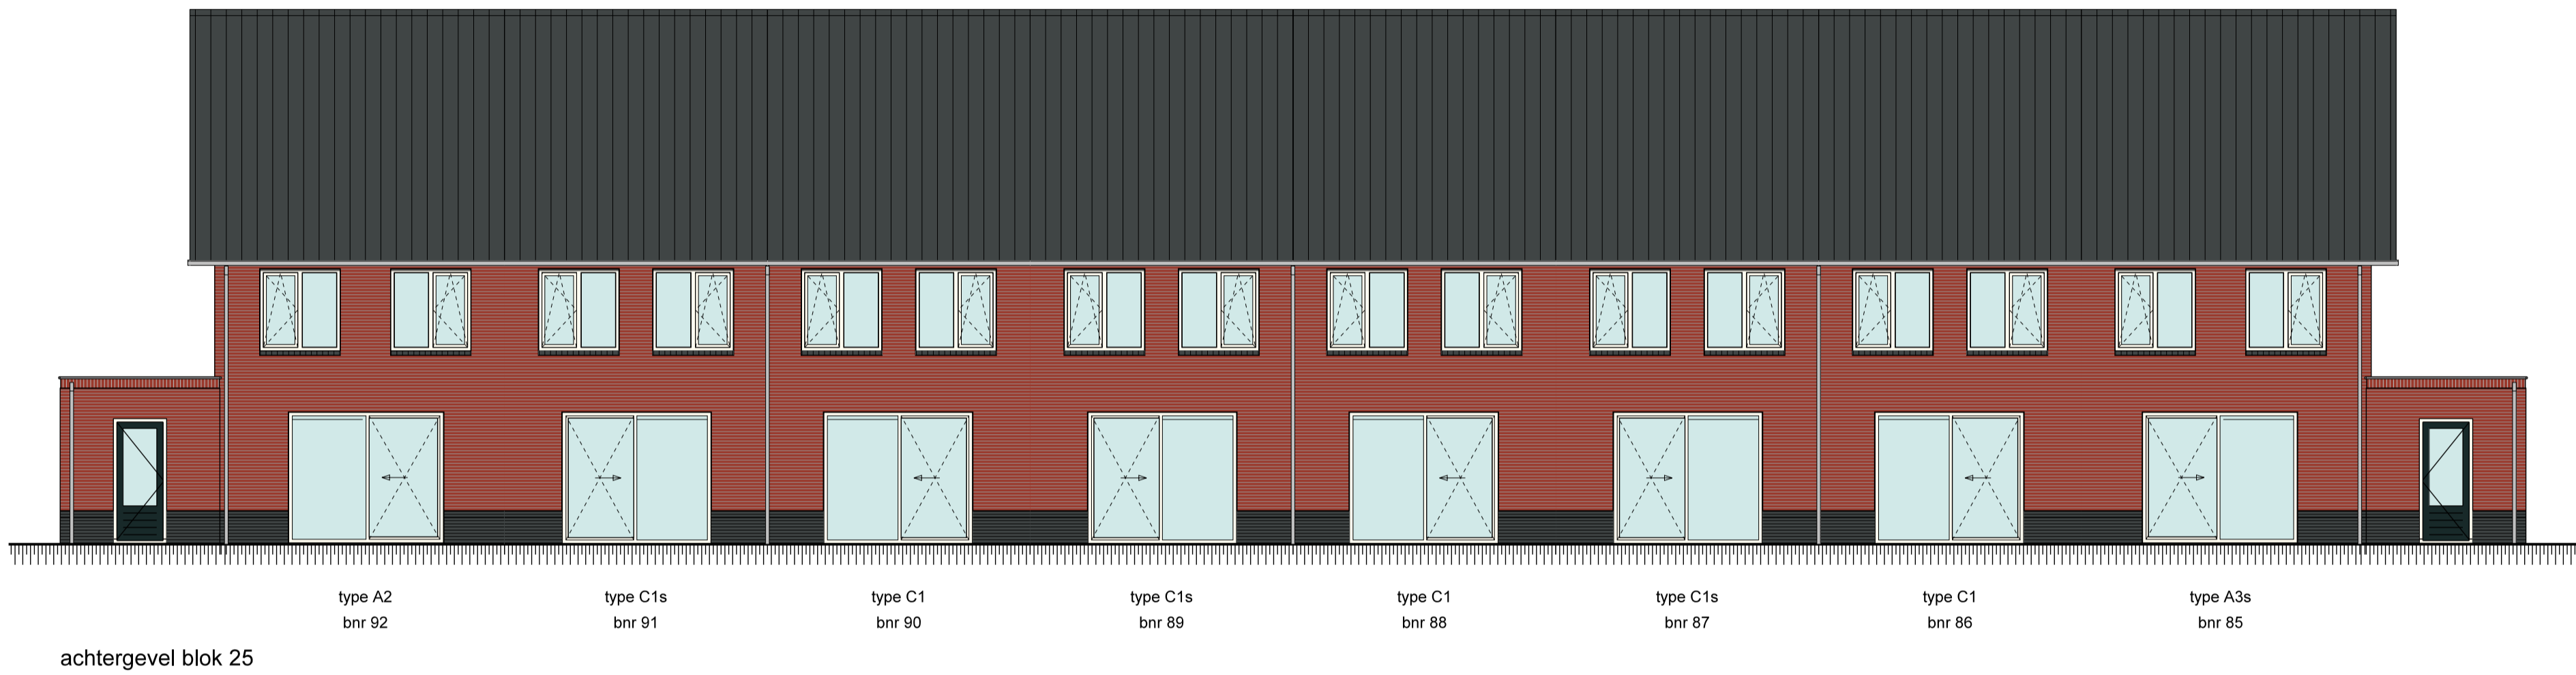 type A2 type C1s type C1 type C1s type C1 type C1s type C1 type A3s
bnr 92 bnr 91 bnr 90 bnr 89 bnr 88 bnr 87 bnr 86 bnr 85
achtergevel blok 25